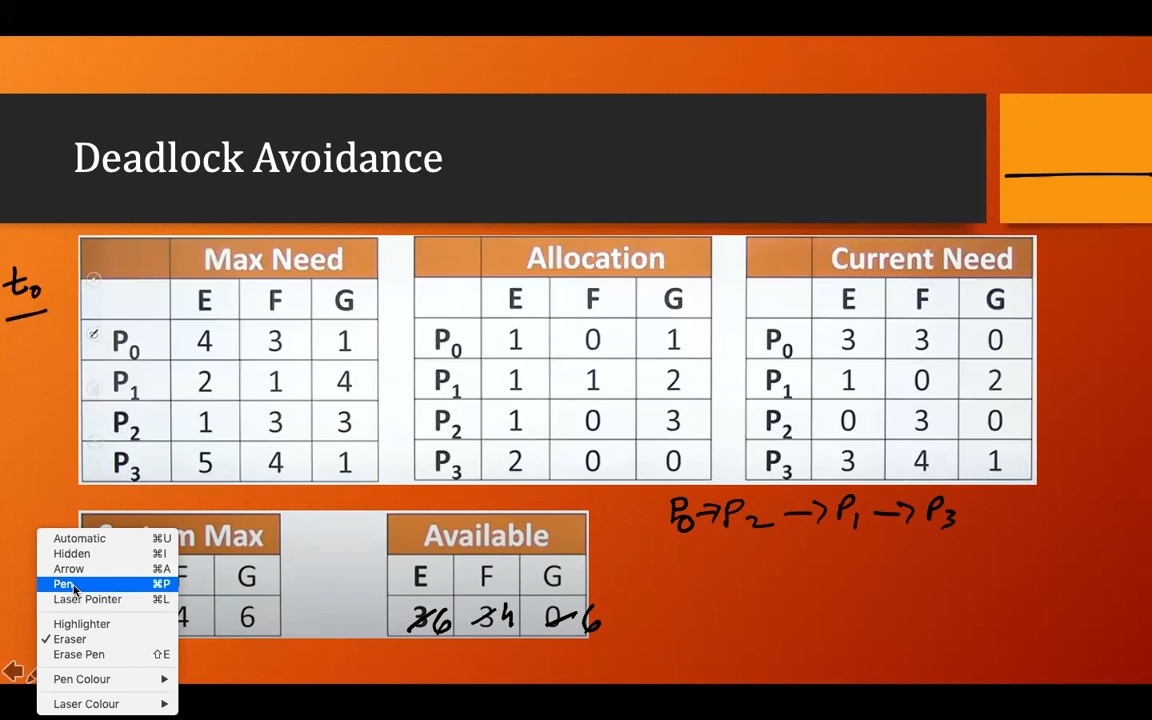 Deadlock Avoidance
t₀
Max Need
E F G
P₀ 4 3 1
P₁ 2 1 4
P₂ 1 3 3
P₃ 5 4 1
Allocation
E F G
P₀ 1 0 1
P₁ 1 1 2
P₂ 1 0 3
P₃ 2 0 0
Current Need
E F G
P₀ 3 3 0
P₁ 1 0 2
P₂ 0 3 0
P₃ 3 4 1
P₀→P₂ → P₁ → P₃
Max
F G
4 6
Available
E F G
3 6 3 4 0 6
Automatic ⌘U
Hidden ⌘I
Arrow ⌘A
Pen ⌘P
Laser Pointer ⌘L
Highlighter
✓ Eraser
Erase Pen ⇧E
Pen Colour
Laser Colour